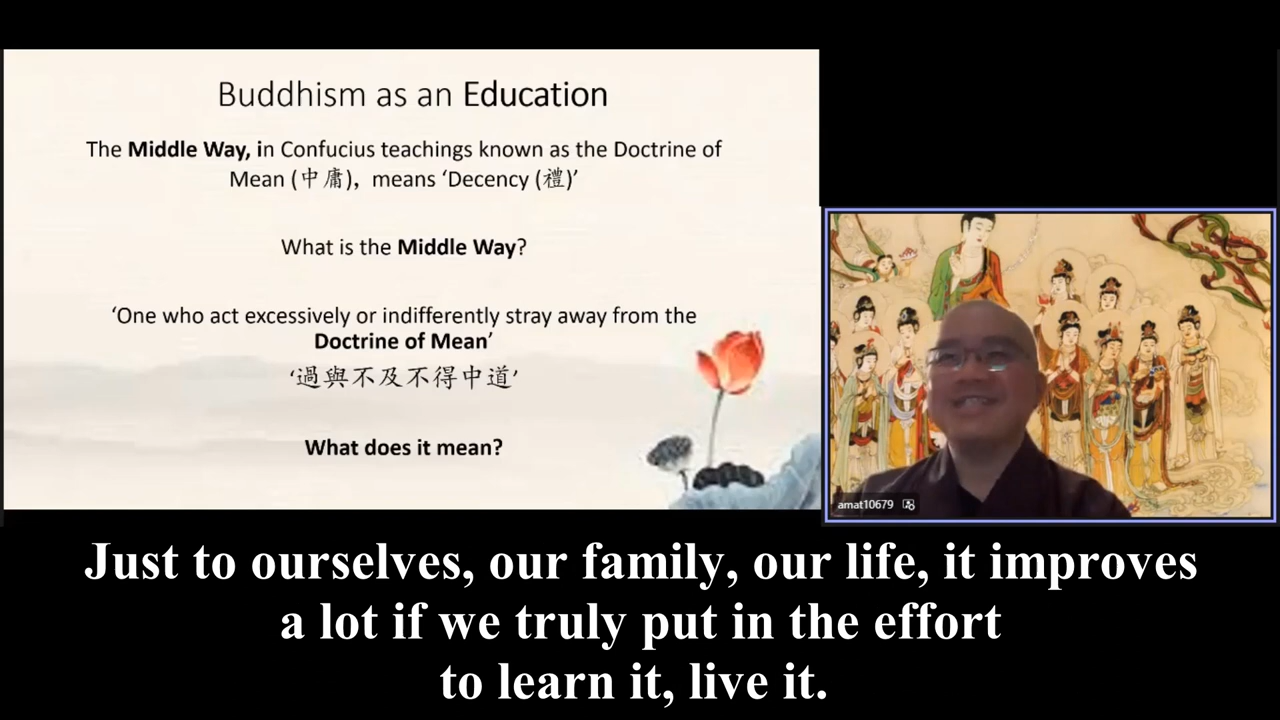 Buddhism as an Education
The Middle Way, in Confucius teachings known as the Doctrine of
Mean (中庸), means ‘Decency (禮)’
What is the Middle Way?
‘One who act excessively or indifferently stray away from the
Doctrine of Mean’
‘過與不及不得中道’
What does it mean?
amat10679
Just to ourselves, our family, our life, it improves
a lot if we truly put in the effort
to learn it, live it.